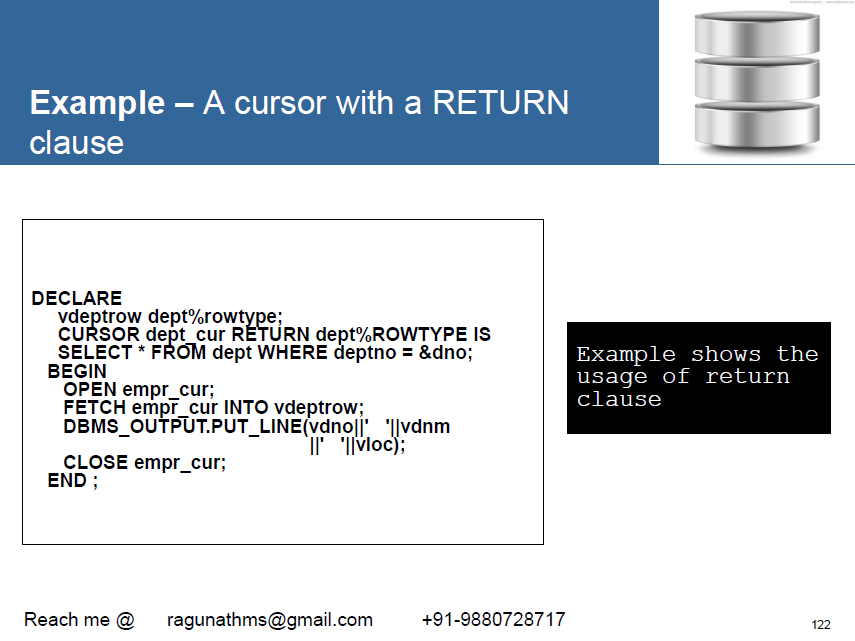 Example – A cursor with a RETURN
clause
DECLARE
vdeptrow dept%rowtype;
CURSOR dept_cur RETURN dept%ROWTYPE IS
SELECT * FROM dept WHERE deptno = &dno;
BEGIN
OPEN empr_cur;
FETCH empr_cur INTO vdeptrow;
DBMS_OUTPUT.PUT_LINE(vdno||'   '||vdnm
||'   '||vloc);
CLOSE empr_cur;
END ;
Example shows the
usage of return
clause
Reach me @ ragunathms@gmail.com +91-9880728717
122